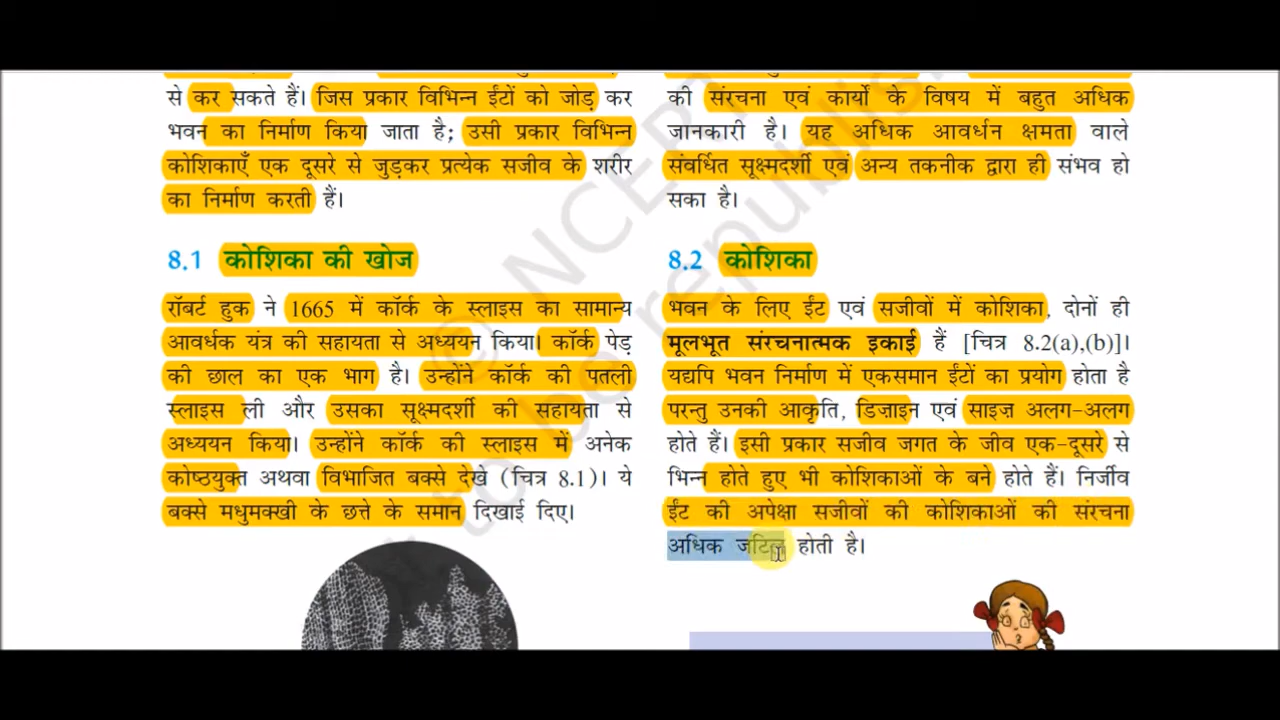 से कर सकते हैं। जिस प्रकार विभिन्न ईंटों को जोड़ कर
भवन का निर्माण किया जाता है; उसी प्रकार विभिन्न
कोशिकाएँ एक दूसरे से जुड़कर प्रत्येक सजीव के शरीर
का निर्माण करती हैं।
8.1 कोशिका की खोज
रॉबर्ट हुक ने 1665 में कॉर्क के स्लाइस का सामान्य
आवर्धक यंत्र की सहायता से अध्ययन किया। कॉर्क पेड़
की छाल का एक भाग है। उन्होंने कॉर्क की पतली
स्लाइस ली और उसका सूक्ष्मदर्शी की सहायता से
अध्ययन किया। उन्होंने कॉर्क की स्लाइस में अनेक
कोष्ठयुक्त अथवा विभाजित बक्से देखे (चित्र 8.1)। ये
बक्से मधुमक्खी के छत्ते के समान दिखाई दिए।
की संरचना एवं कार्यों के विषय में बहुत अधिक
जानकारी है। यह अधिक आवर्धन क्षमता वाले
संवर्धित सूक्ष्मदर्शी एवं अन्य तकनीक द्वारा ही संभव हो
सका है।
8.2 कोशिका
भवन के लिए ईंट एवं सजीवों में कोशिका, दोनों ही
मूलभूत संरचनात्मक इकाई हैं [चित्र 8.2(a),(b)]।
यद्यपि भवन निर्माण में एकसमान ईंटों का प्रयोग होता है
परन्तु उनकी आकृति, डिज़ाइन एवं साइज़ अलग-अलग
होते हैं। इसी प्रकार सजीव जगत के जीव एक-दूसरे से
भिन्न होते हुए भी कोशिकाओं के बने होते हैं। निर्जीव
ईंट की अपेक्षा सजीवों की कोशिकाओं की संरचना
अधिक जटिल होती है।
© NCERT
to be republis